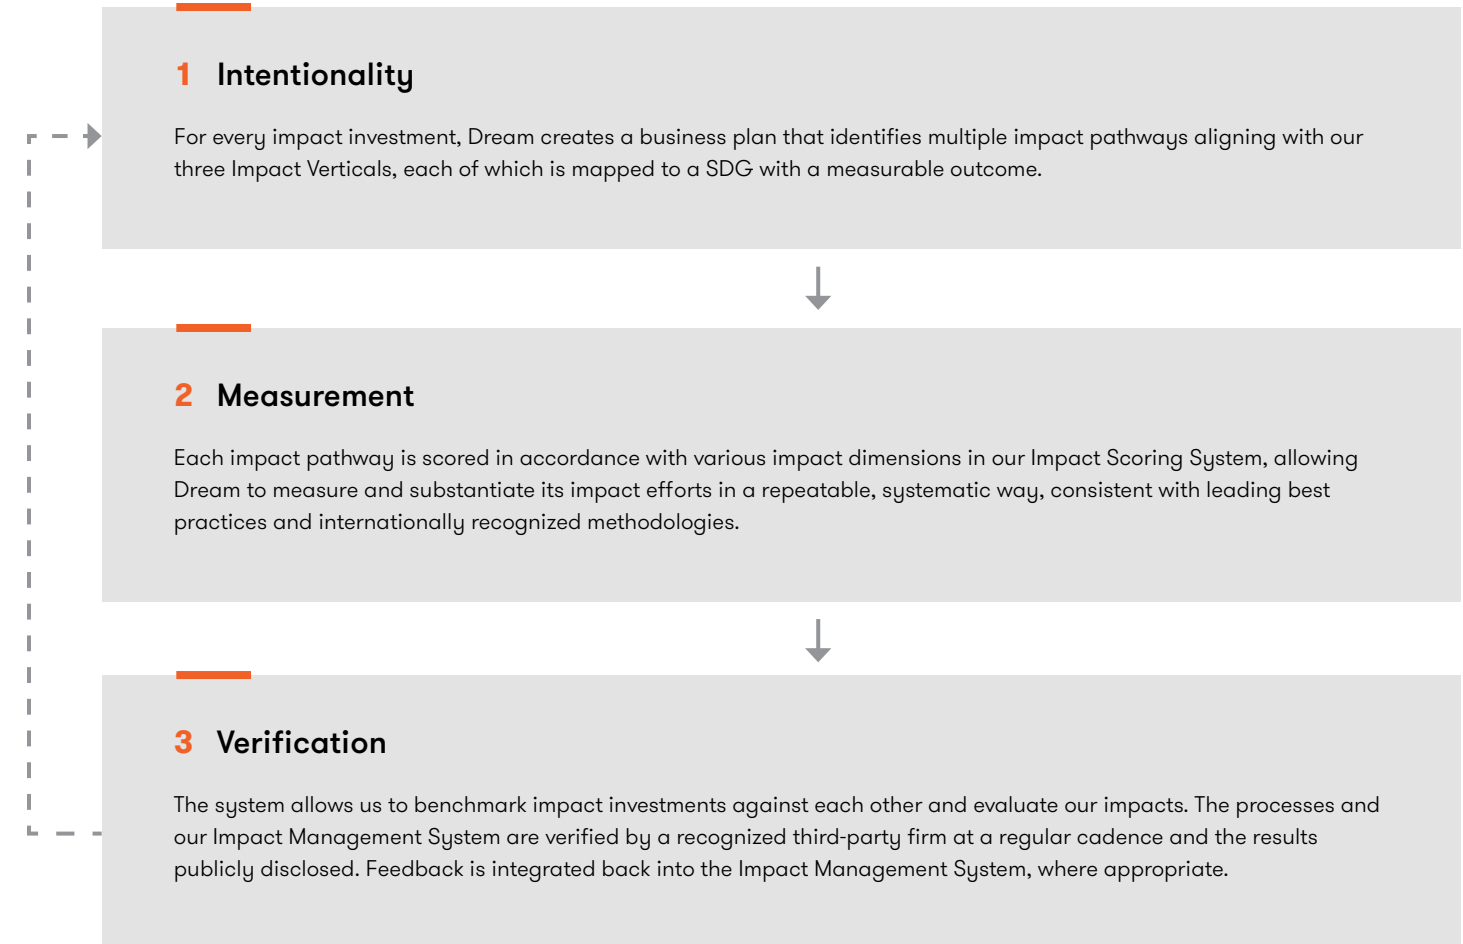 1 Intentionality
For every impact investment, Dream creates a business plan that identifies multiple impact pathways aligning with our
three Impact Verticals, each of which is mapped to a SDG with a measurable outcome.
2 Measurement
Each impact pathway is scored in accordance with various impact dimensions in our Impact Scoring System, allowing
Dream to measure and substantiate its impact efforts in a repeatable, systematic way, consistent with leading best
practices and internationally recognized methodologies.
3 Verification
The system allows us to benchmark impact investments against each other and evaluate our impacts. The processes and
our Impact Management System are verified by a recognized third-party firm at a regular cadence and the results
publicly disclosed. Feedback is integrated back into the Impact Management System, where appropriate.